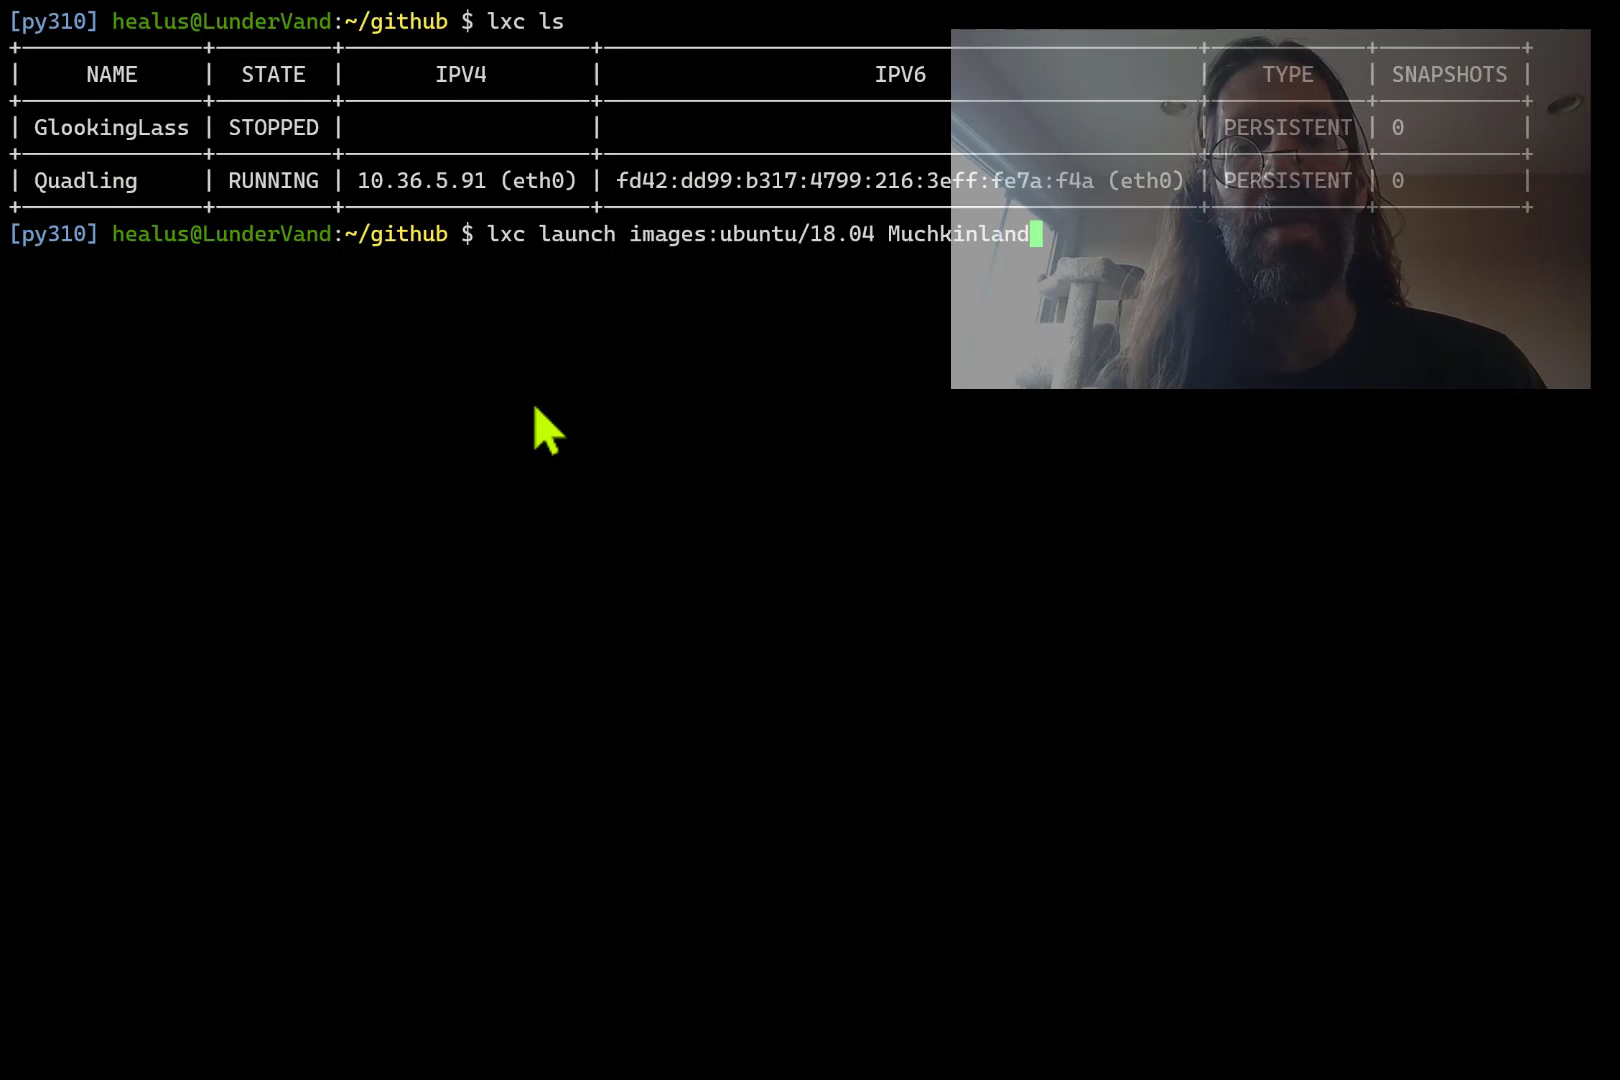 [py310] healus@LunderVand:~/github $ lxc ls
+---------------+----------+--------------------+-----------------------------------------------+------------+-----------+
| NAME | STATE | IPV4 | IPV6 | TYPE | SNAPSHOTS |
+---------------+----------+--------------------+-----------------------------------------------+------------+-----------+
| GlookingLass | STOPPED | | | PERSISTENT | 0 |
+---------------+----------+--------------------+-----------------------------------------------+------------+-----------+
| Quadling | RUNNING | 10.36.5.91 (eth0) | fd42:dd99:b317:4799:216:3eff:fe7a:f4a (eth0) | PERSISTENT | 0 |
+---------------+----------+--------------------+-----------------------------------------------+------------+-----------+
[py310] healus@LunderVand:~/github $ lxc launch images:ubuntu/18.04 Muchkinland